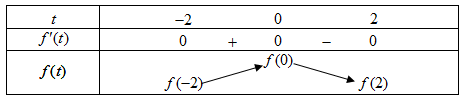 t −2 0 2
f′(t) 0 + 0 − 0
f(t) f(−2) f(0) f(2)